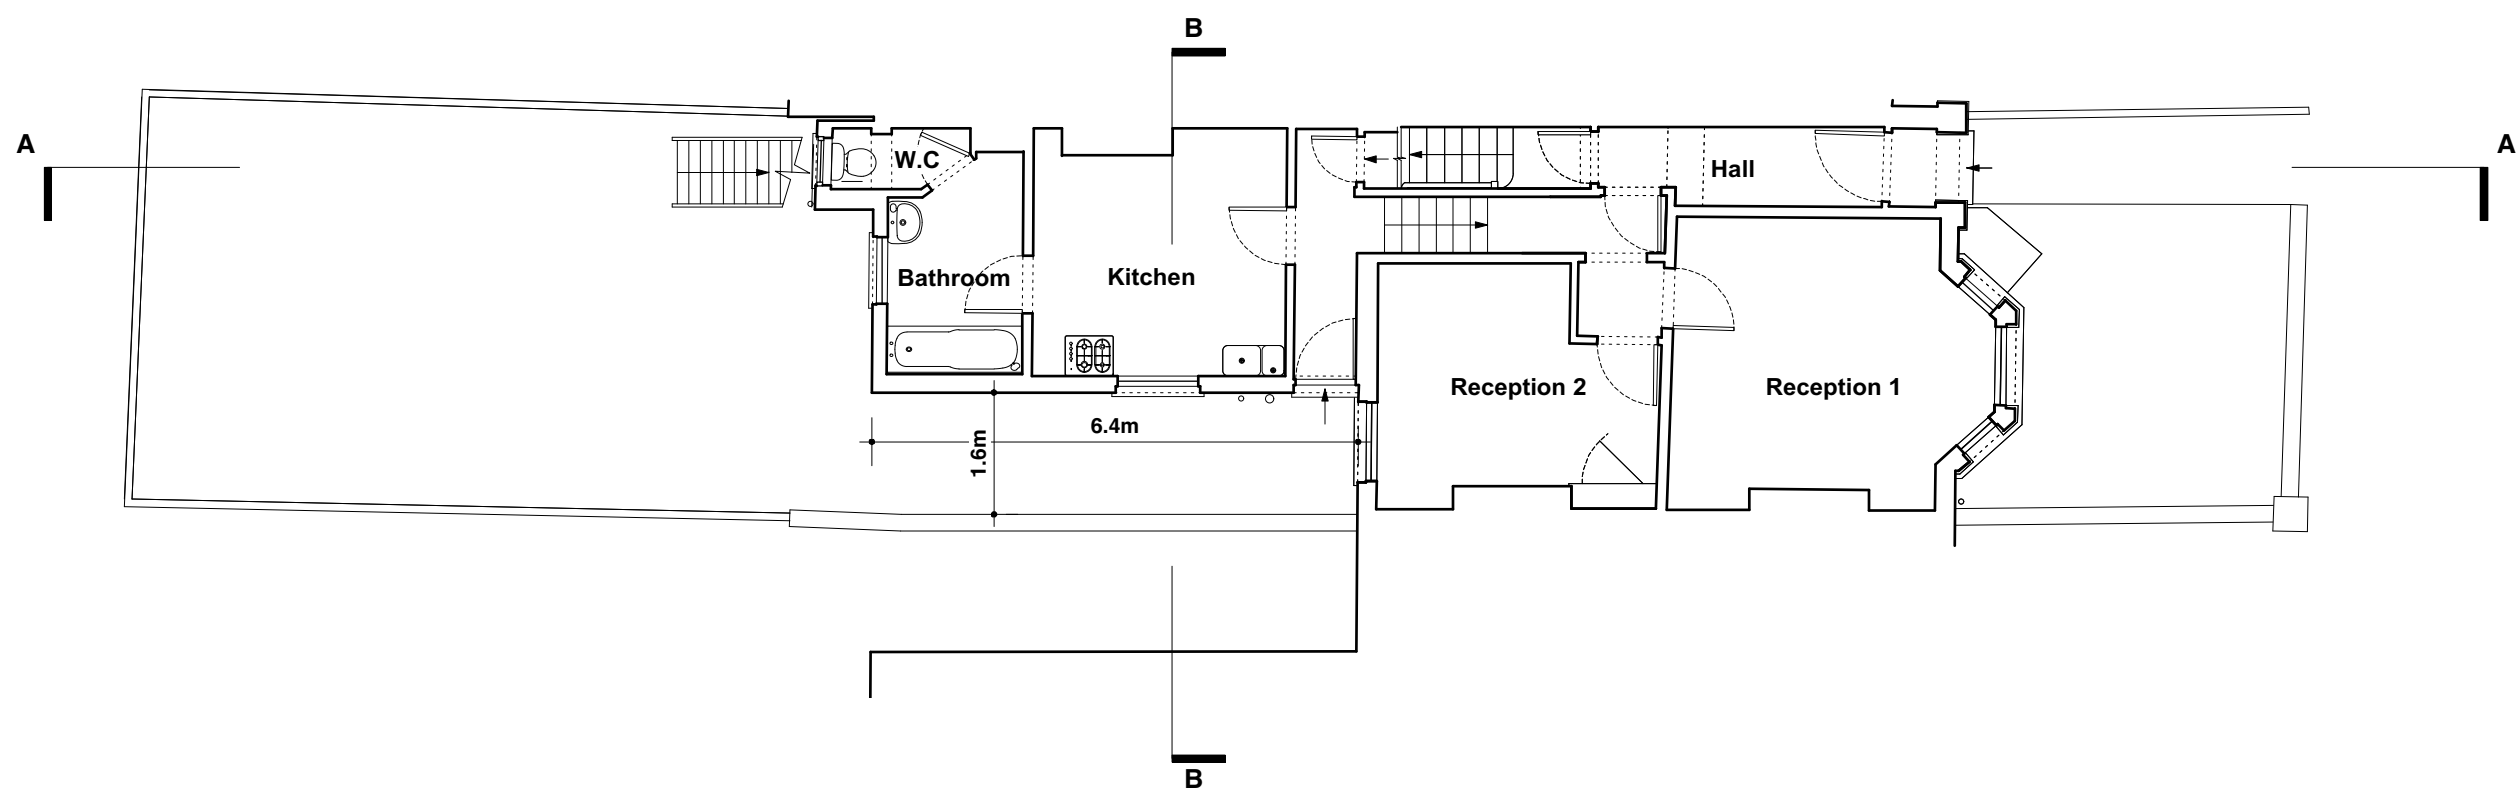 B
A
A
W.C
Hall
Bathroom
Kitchen
Reception 2
Reception 1
6.4m
1.6m
B